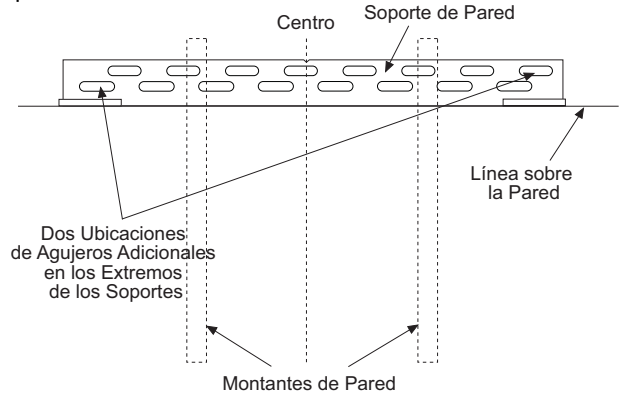 Centro
Soporte de Pared
Línea sobre
la Pared
Dos Ubicaciones
de Agujeros Adicionales
en los Extremos
de los Soportes
Montantes de Pared